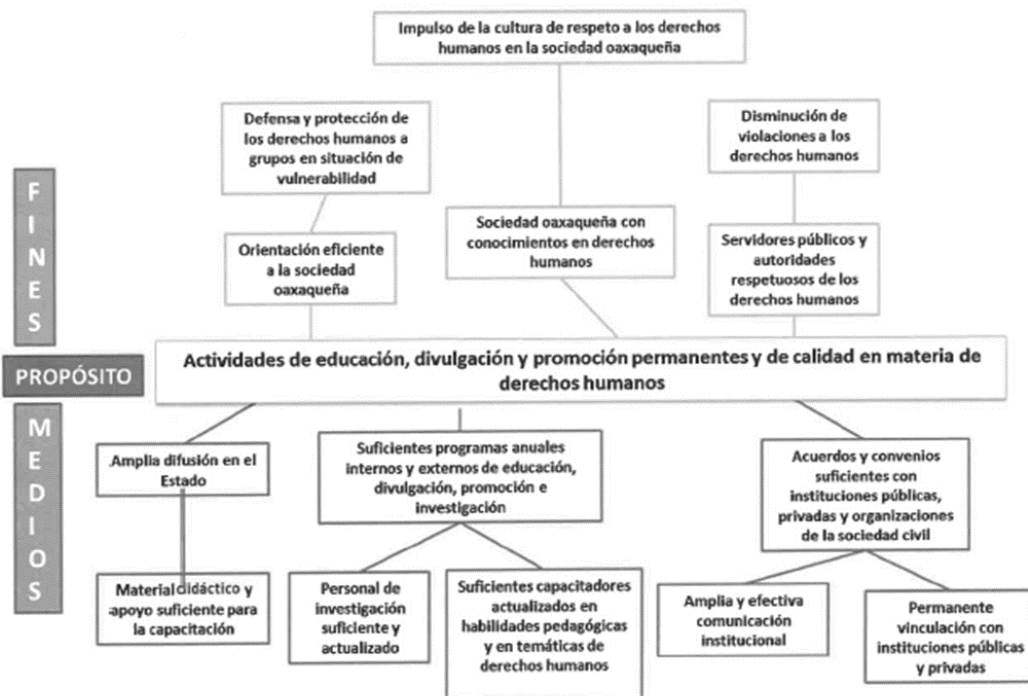 Impulso de la cultura de respeto a los derechos
humanos en la sociedad oaxaqueña
Defensa y protección de
los derechos humanos a
grupos en situación de
vulnerabilidad
Disminución de
violaciones a los
derechos humanos
Orientación eficiente
a la sociedad
oaxaqueña
Sociedad oaxaqueña con
conocimientos en derechos
humanos
Servidores públicos y
autoridades
respetuosos de los
derechos humanos
FINES
PROPÓSITO
Actividades de educación, divulgación y promoción permanentes y de calidad en materia de
derechos humanos
MEDIOS
Amplia difusión en el
Estado
Suficientes programas anuales
internos y externos de educación,
divulgación, promoción e
investigación
Acuerdos y convenios
suficientes con
instituciones públicas,
privadas y organizaciones
de la sociedad civil
Material didáctico y
apoyo suficiente para
la capacitación
Personal de
investigación
suficiente y
actualizado
Suficientes capacitadores
actualizados en
habilidades pedagógicas
y en temáticas de
derechos humanos
Amplia y efectiva
comunicación
institucional
Permanente
vinculación con
instituciones públicas
y privadas